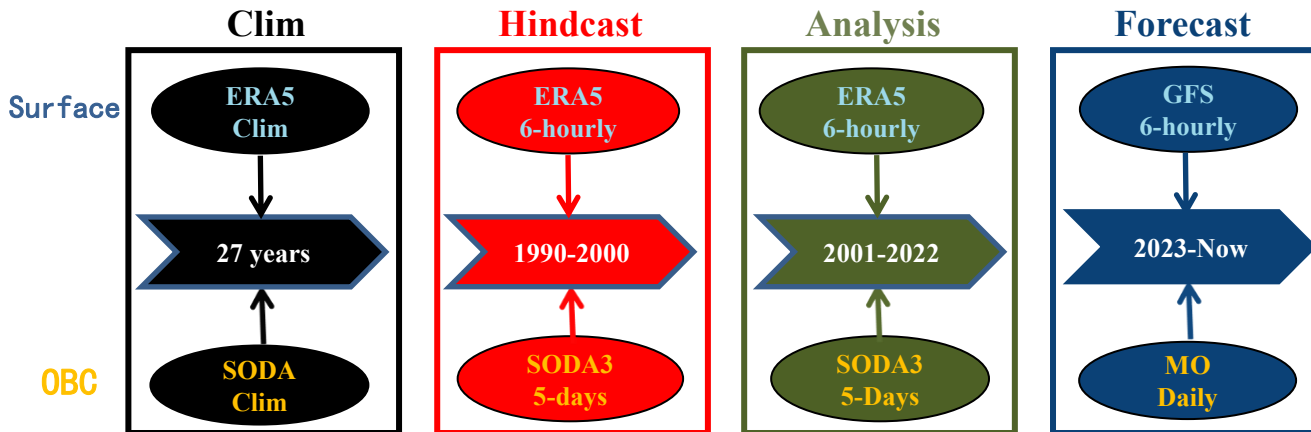 Clim
Hindcast
Analysis
Forecast
Surface
ERA5
Clim
ERA5
6-hourly
ERA5
6-hourly
GFS
6-hourly
27 years
1990-2000
2001-2022
2023-Now
OBC
SODA
Clim
SODA3
5-days
SODA3
5-Days
MO
Daily